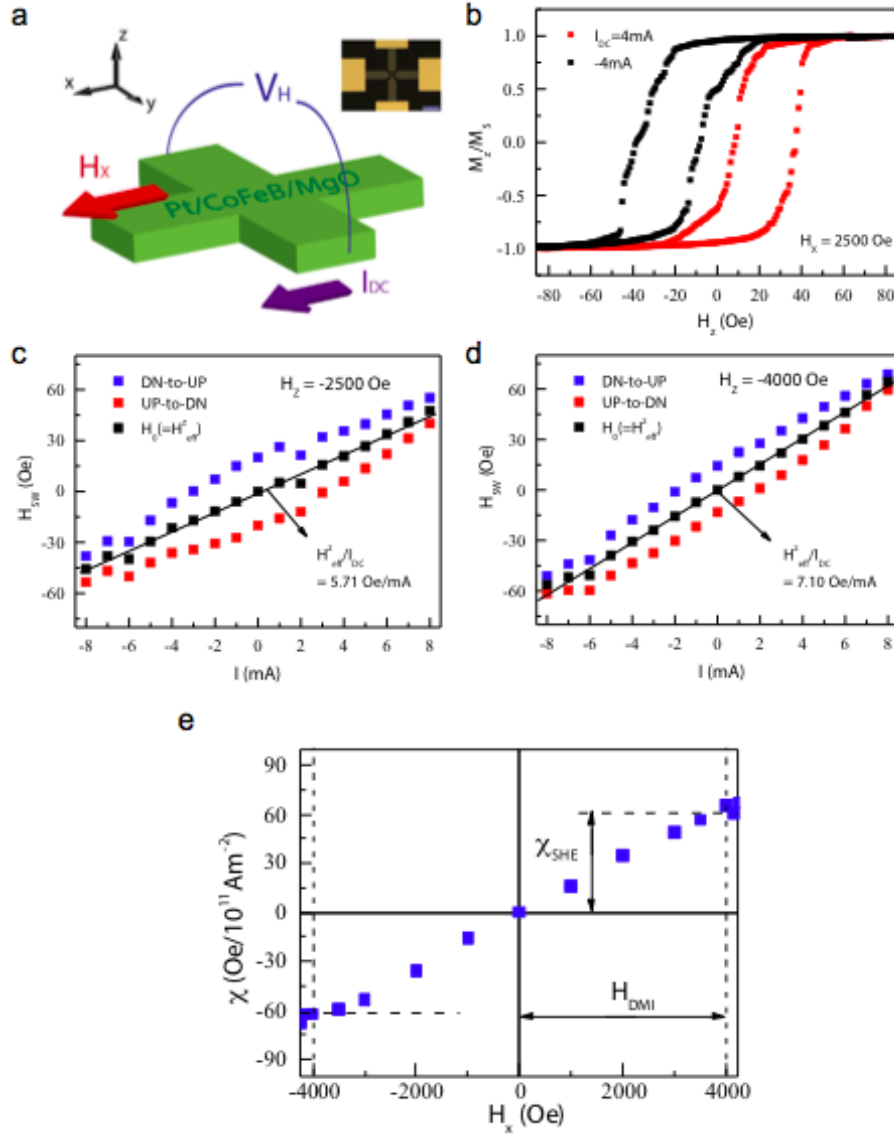 a
z
x
y
V_H
H_x
Pt/CoFeB/MgO
I_DC
b
I_DC=4mA
-4mA
1.0
0.5
0.0
-0.5
-1.0
M_z/M_s
H_x = 2500 Oe
-80 -60 -40 -20 0 20 40 60 80
H_z (Oe)
c
DN-to-UP
UP-to-DN
H_0(=H^z_eff)
H_Z = -2500 Oe
60
30
0
-30
-60
H_SW (Oe)
H^z_eff/I_DC
= 5.71 Oe/mA
-8 -6 -4 -2 0 2 4 6 8
I (mA)
d
DN-to-UP
UP-to-DN
H_0(=H^z_eff)
H_Z = -4000 Oe
60
30
0
-30
-60
H_SW (Oe)
H^z_eff/I_DC
= 7.10 Oe/mA
-8 -6 -4 -2 0 2 4 6 8
I (mA)
e
90
60
30
0
-30
-60
-90
χ (Oe/10^11 Am^-2)
χ_SHE
H_DMI
-4000 -2000 0 2000 4000
H_x (Oe)